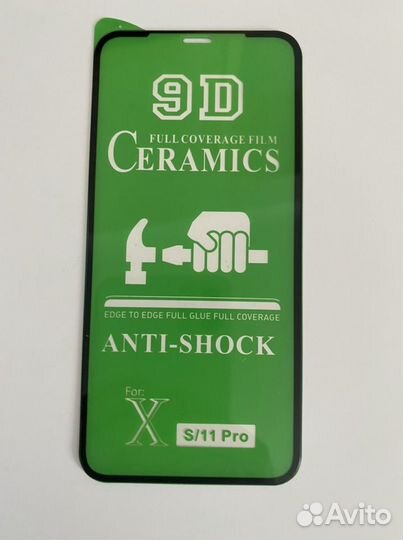 9D
FULL COVERAGE FILM
CERAMICS
EDGE TO EDGE FULL GLUE FULL COVERAGE
ANTI-SHOCK
For:
X S/11 Pro
Avito